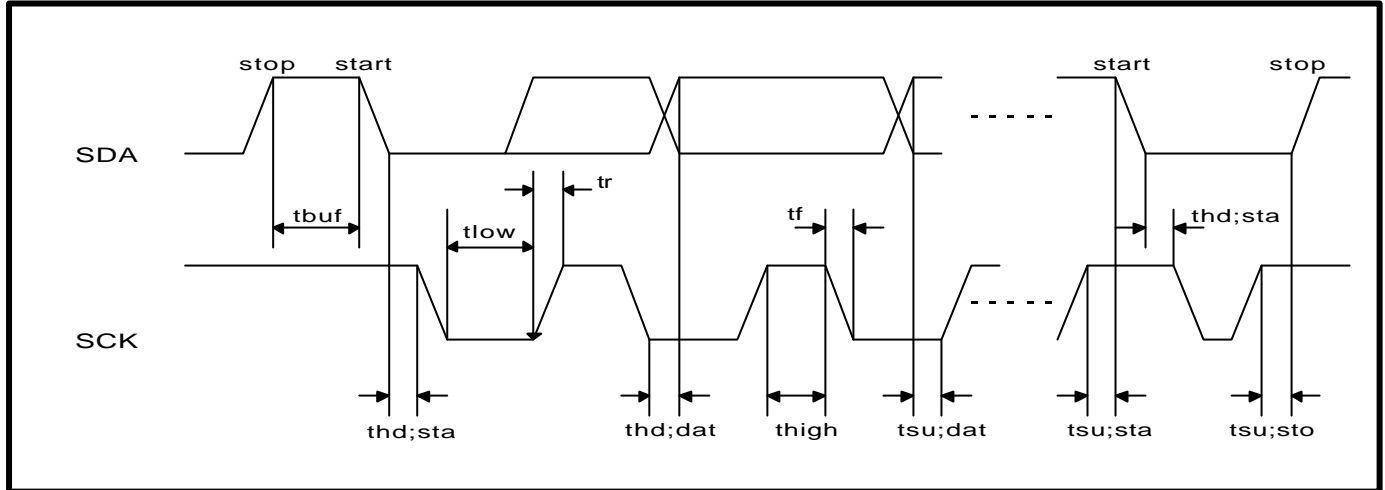 stop start start stop
SDA
tr
tbuf tlow tf thd;sta
SCK
thd;sta thd;dat thigh tsu;dat tsu;sta tsu;sto